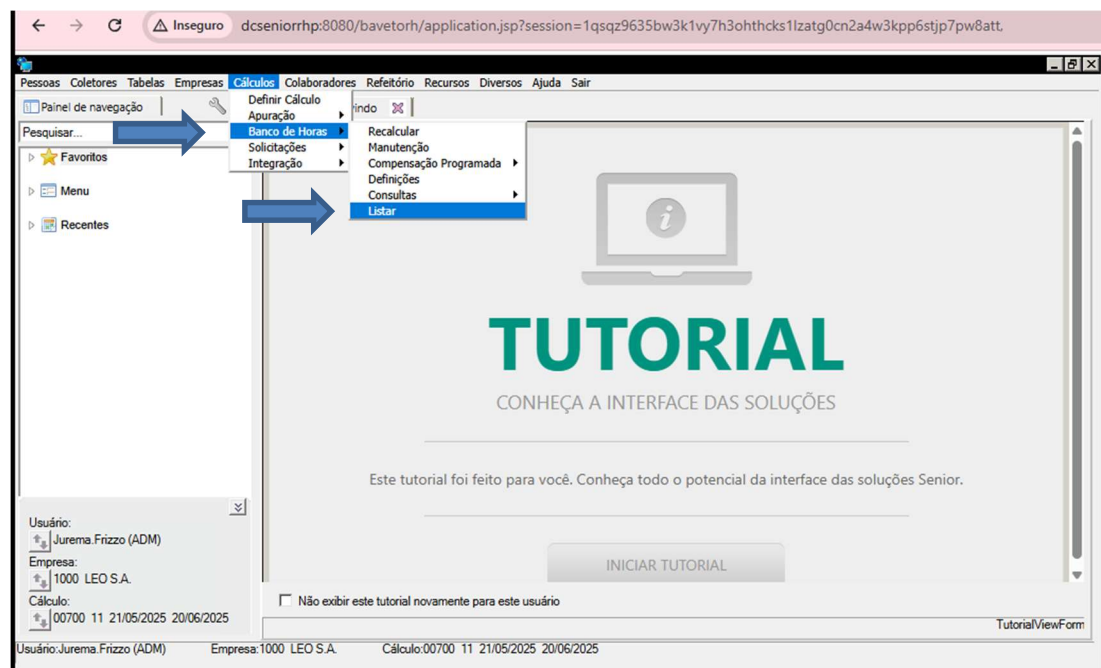 Inseguro dcseniorrhp:8080/bavetorh/application.jsp?session=1qsqz9635bw3k1vy7h3ohthcks1lzatg0cn2a4w3kpp6stjp7pw8att,
Pessoas Coletores Tabelas Empresas Cálculos Colaboradores Refeitório Recursos Diversos Ajuda Sair
Painel de navegação
indo
Pesquisar...
Favoritos
Menu
Recentes
Definir Cálculo
Apuração
Banco de Horas
Solicitações
Integração
Recalcular
Manutenção
Compensação Programada
Definições
Consultas
Listar
TUTORIAL
CONHEÇA A INTERFACE DAS SOLUÇÕES
Este tutorial foi feito para você. Conheça todo o potencial da interface das soluções Senior.
INICIAR TUTORIAL
Não exibir este tutorial novamente para este usuário
TutorialViewForm
Usuário:
Jurema.Frizzo (ADM)
Empresa:
1000 LEO S.A.
Cálculo:
00700 11 21/05/2025 20/06/2025
Usuário:Jurema.Frizzo (ADM) Empresa:1000 LEO S.A. Cálculo:00700 11 21/05/2025 20/06/2025